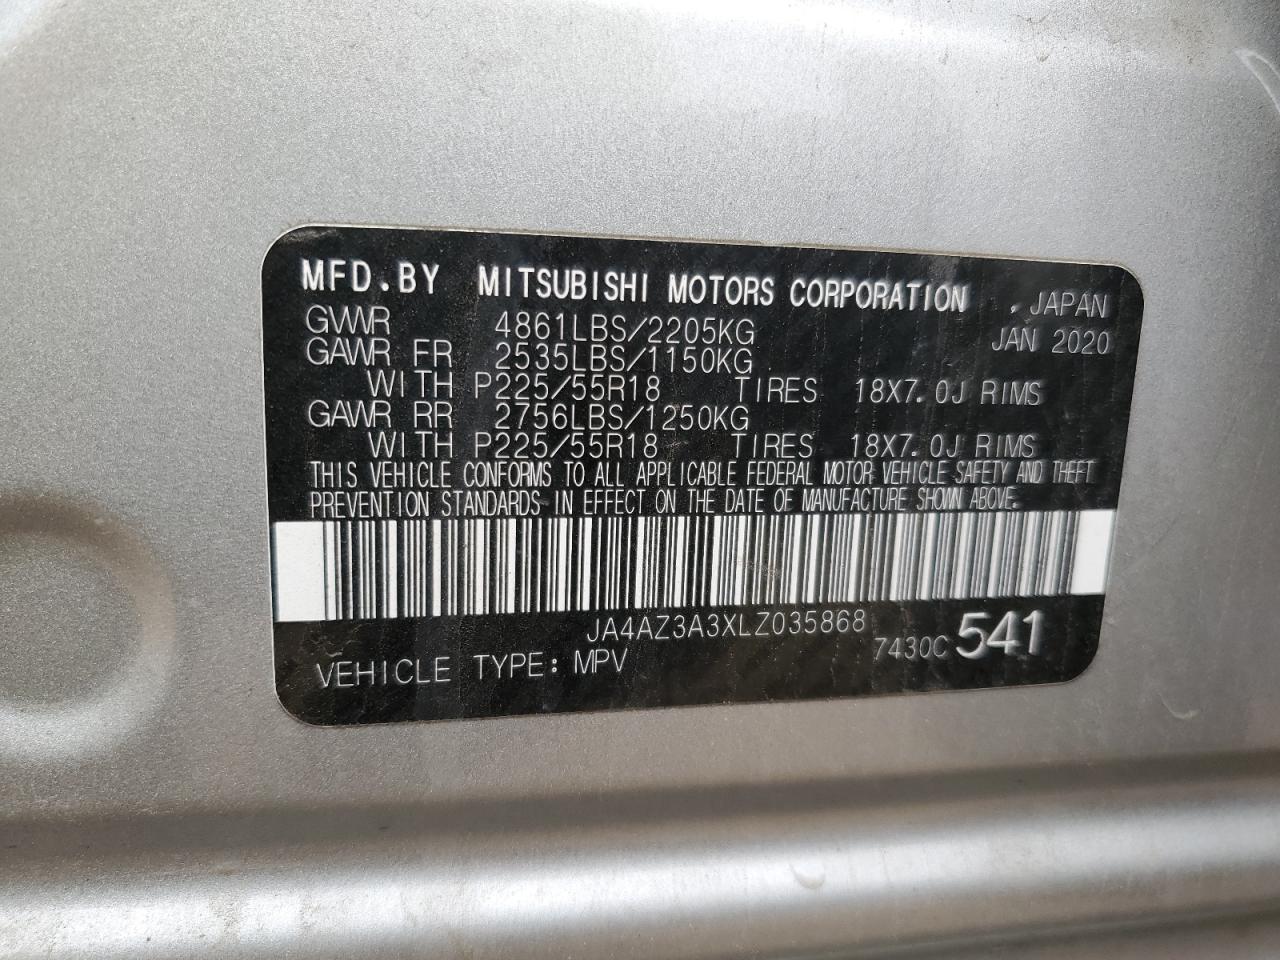 MFD.BY MITSUBISHI MOTORS CORPORATION , JAPAN
GVWR 4861LBS/2205KG JAN 2020
GAWR FR 2535LBS/1150KG
WITH P225/55R18 TIRES 18X7.0J RIMS
GAWR RR 2756LBS/1250KG
WITH P225/55R18 TIRES 18X7.0J RIMS
THIS VEHICLE CONFORMS TO ALL APPLICABLE FEDERAL MOTOR VEHICLE SAFETY AND THEFT
PREVENTION STANDARDS IN EFFECT ON THE DATE OF MANUFACTURE SHOWN ABOVE.
JA4AZ3A3XLZ035868
7430C 541
VEHICLE TYPE: MPV